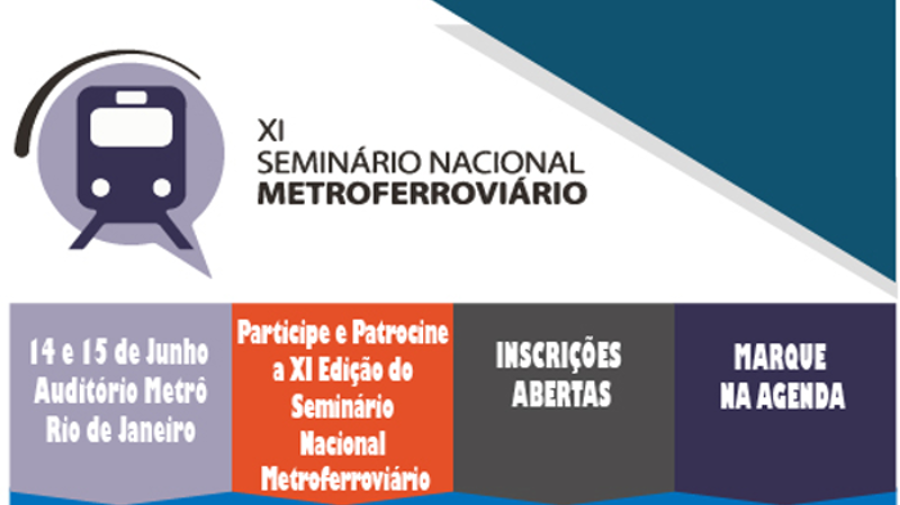 XI
SEMINÁRIO NACIONAL
METROFERROVIÁRIO
14 e 15 de Junho
Auditório Metrô
Rio de Janeiro
Participe e Patrocine
a XI Edição do
Seminário
Nacional
Metroferroviário
INSCRIÇÕES
ABERTAS
MARQUE
NA AGENDA